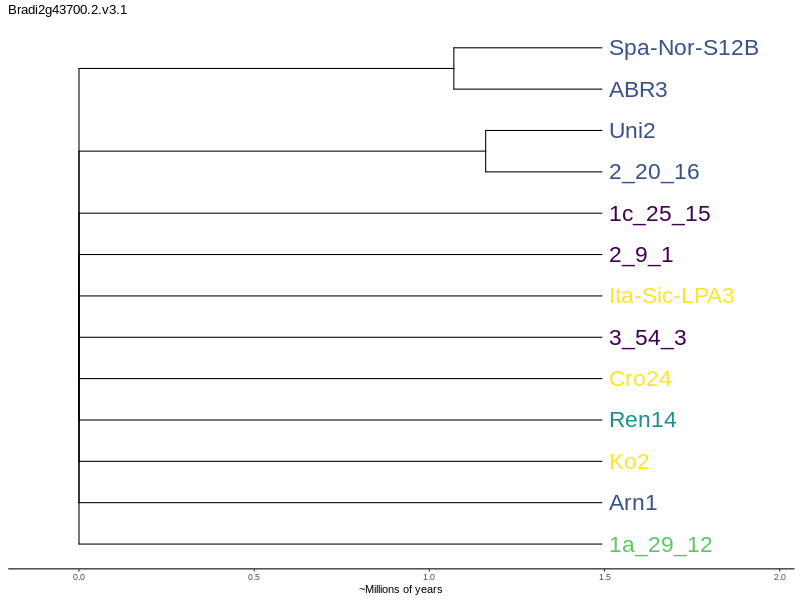 Bradi2g43700.2.v3.1
Spa-Nor-S12B
ABR3
Uni2
2_20_16
1c_25_15
2_9_1
Ita-Sic-LPA3
3_54_3
Cro24
Ren14
Ko2
Arn1
1a_29_12
0.0 0.5 1.0 1.5 2.0
~Millions of years